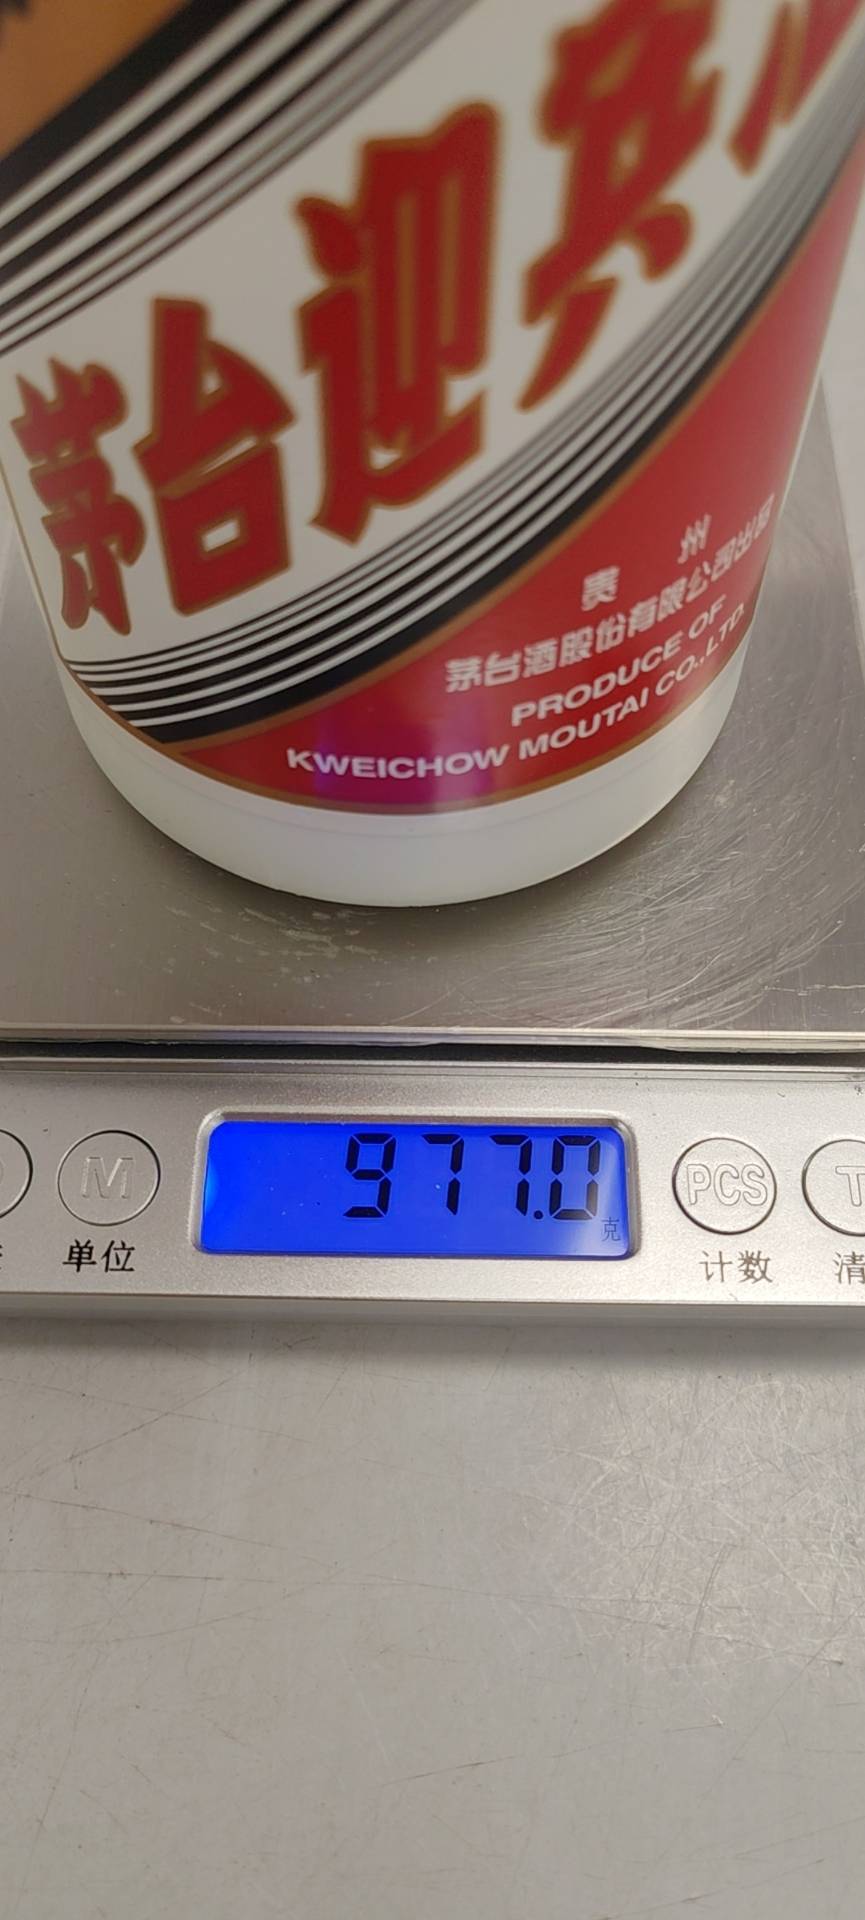 茅台迎宾
贵州
茅台酒股份有限公司出品
PRODUCE OF
KWEICHOW MOUTAI CO.,LTD.
977.0
克
M
PCS
T
单位
计数
清